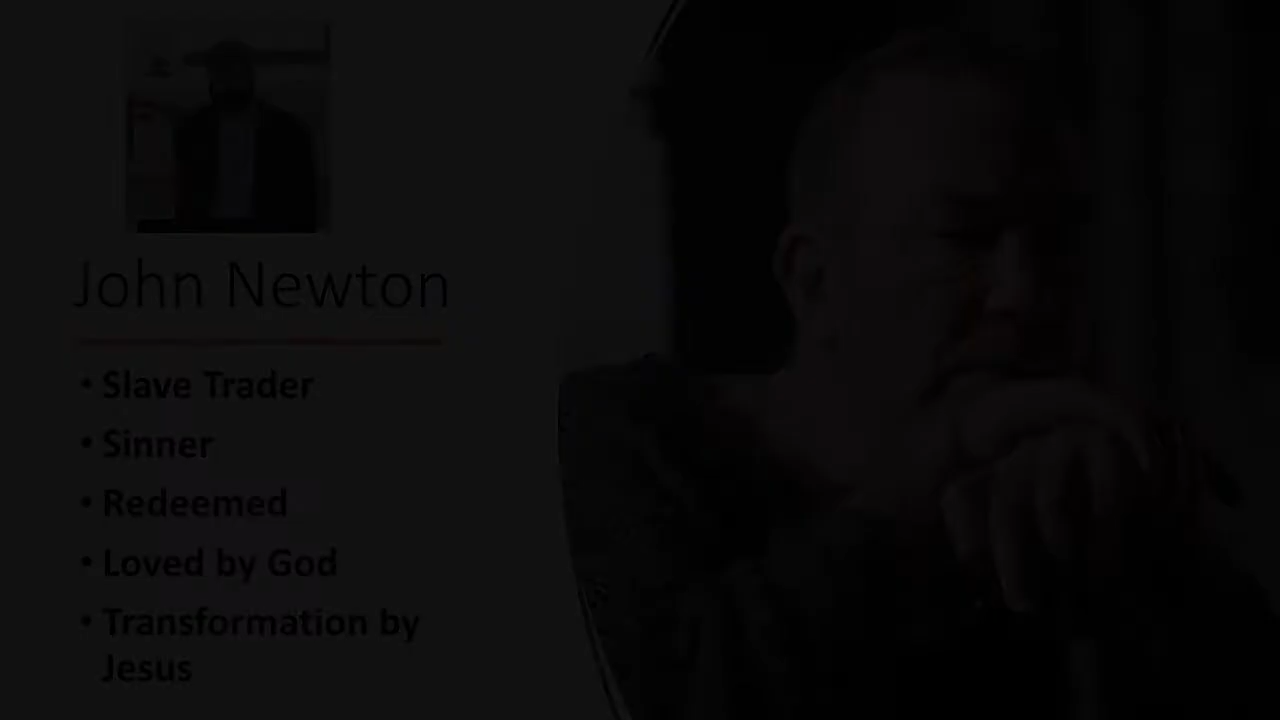 John Newton
• Slave Trader
• Sinner
• Redeemed
• Loved by God
• Transformation by
Jesus